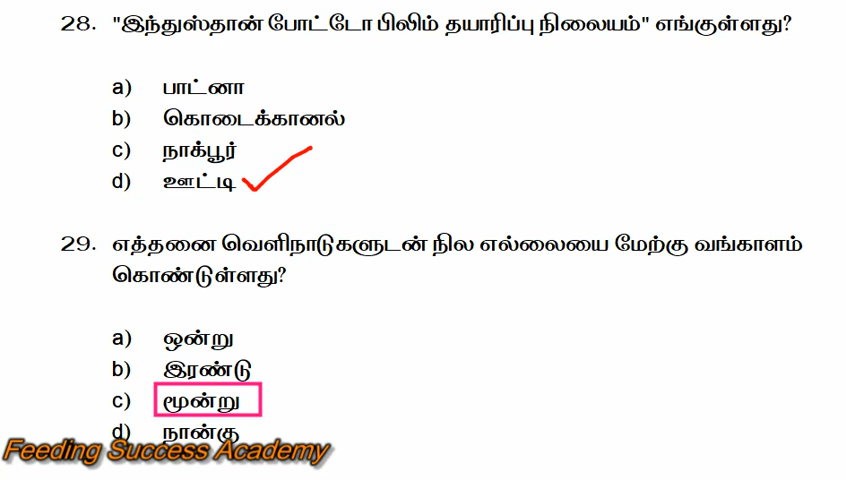 28. "இந்துஸ்தான் போட்டோ பிலிம் தயாரிப்பு நிலையம்" எங்குள்ளது?
a) பாட்னா
b) கொடைக்கானல்
c) நாக்பூர்
d) ஊட்டி
29. எத்தனை வெளிநாடுகளுடன் நில எல்லையை மேற்கு வங்காளம்
கொண்டுள்ளது?
a) ஒன்று
b) இரண்டு
c) மூன்று
d) நான்கு
Feeding Success Academy